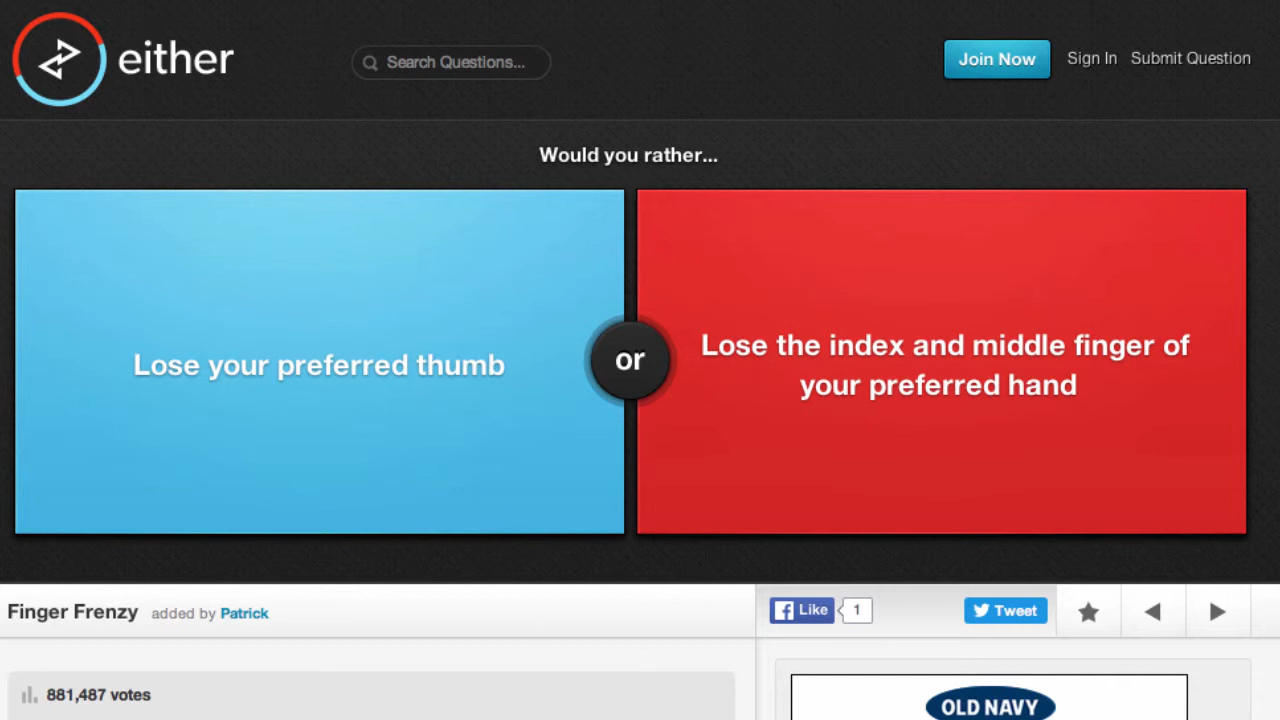 either
Search Questions...
Join Now
Sign In
Submit Question
Would you rather...
Lose your preferred thumb
or
Lose the index and middle finger of
your preferred hand
Finger Frenzy added by Patrick
Like
1
Tweet
881,487 votes
OLD NAVY